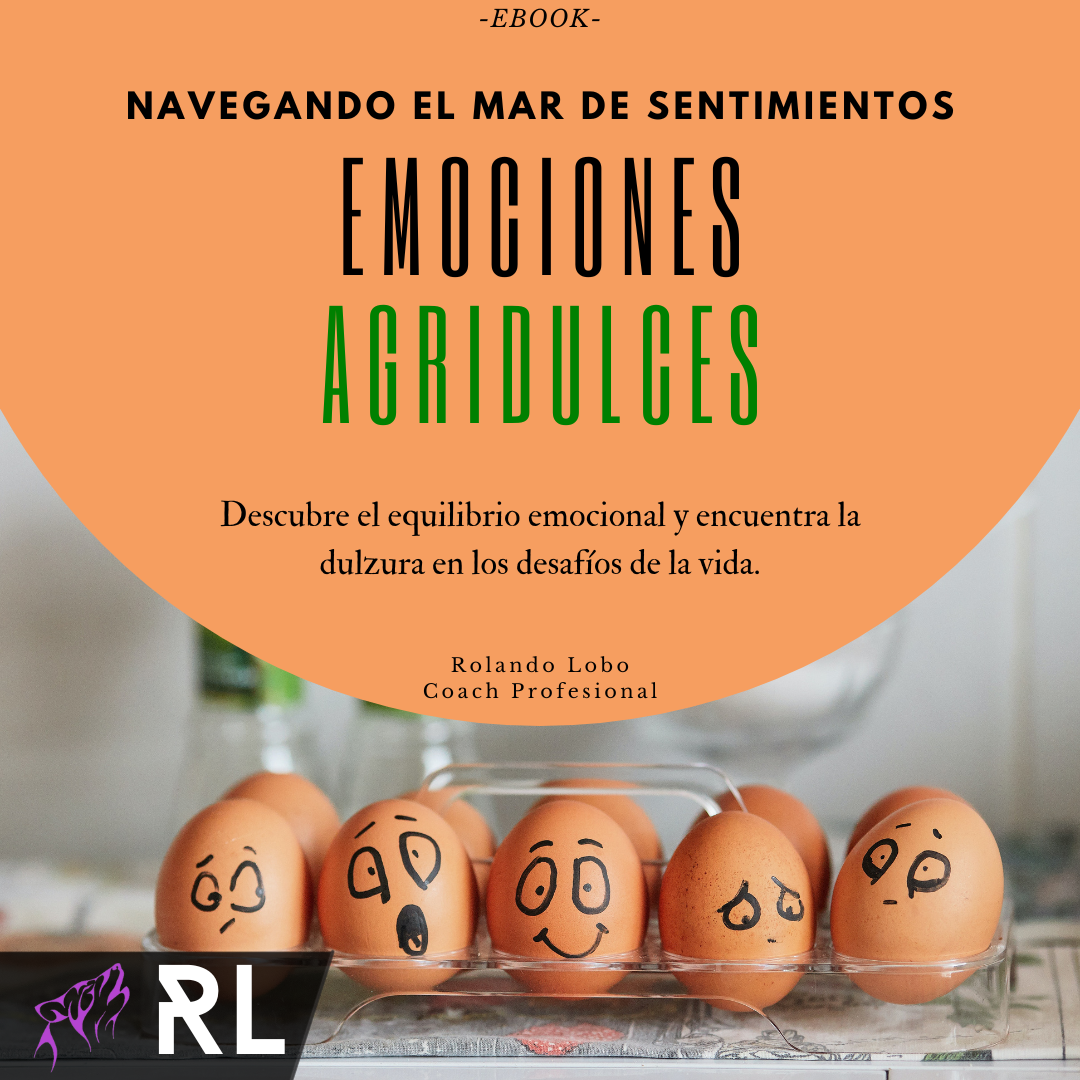 -EBOOK-
NAVEGANDO EL MAR DE SENTIMIENTOS
EMOCIONES
AGRIDULCES
Descubre el equilibrio emocional y encuentra la
dulzura en los desafíos de la vida.
Rolando Lobo
Coach Profesional
RL